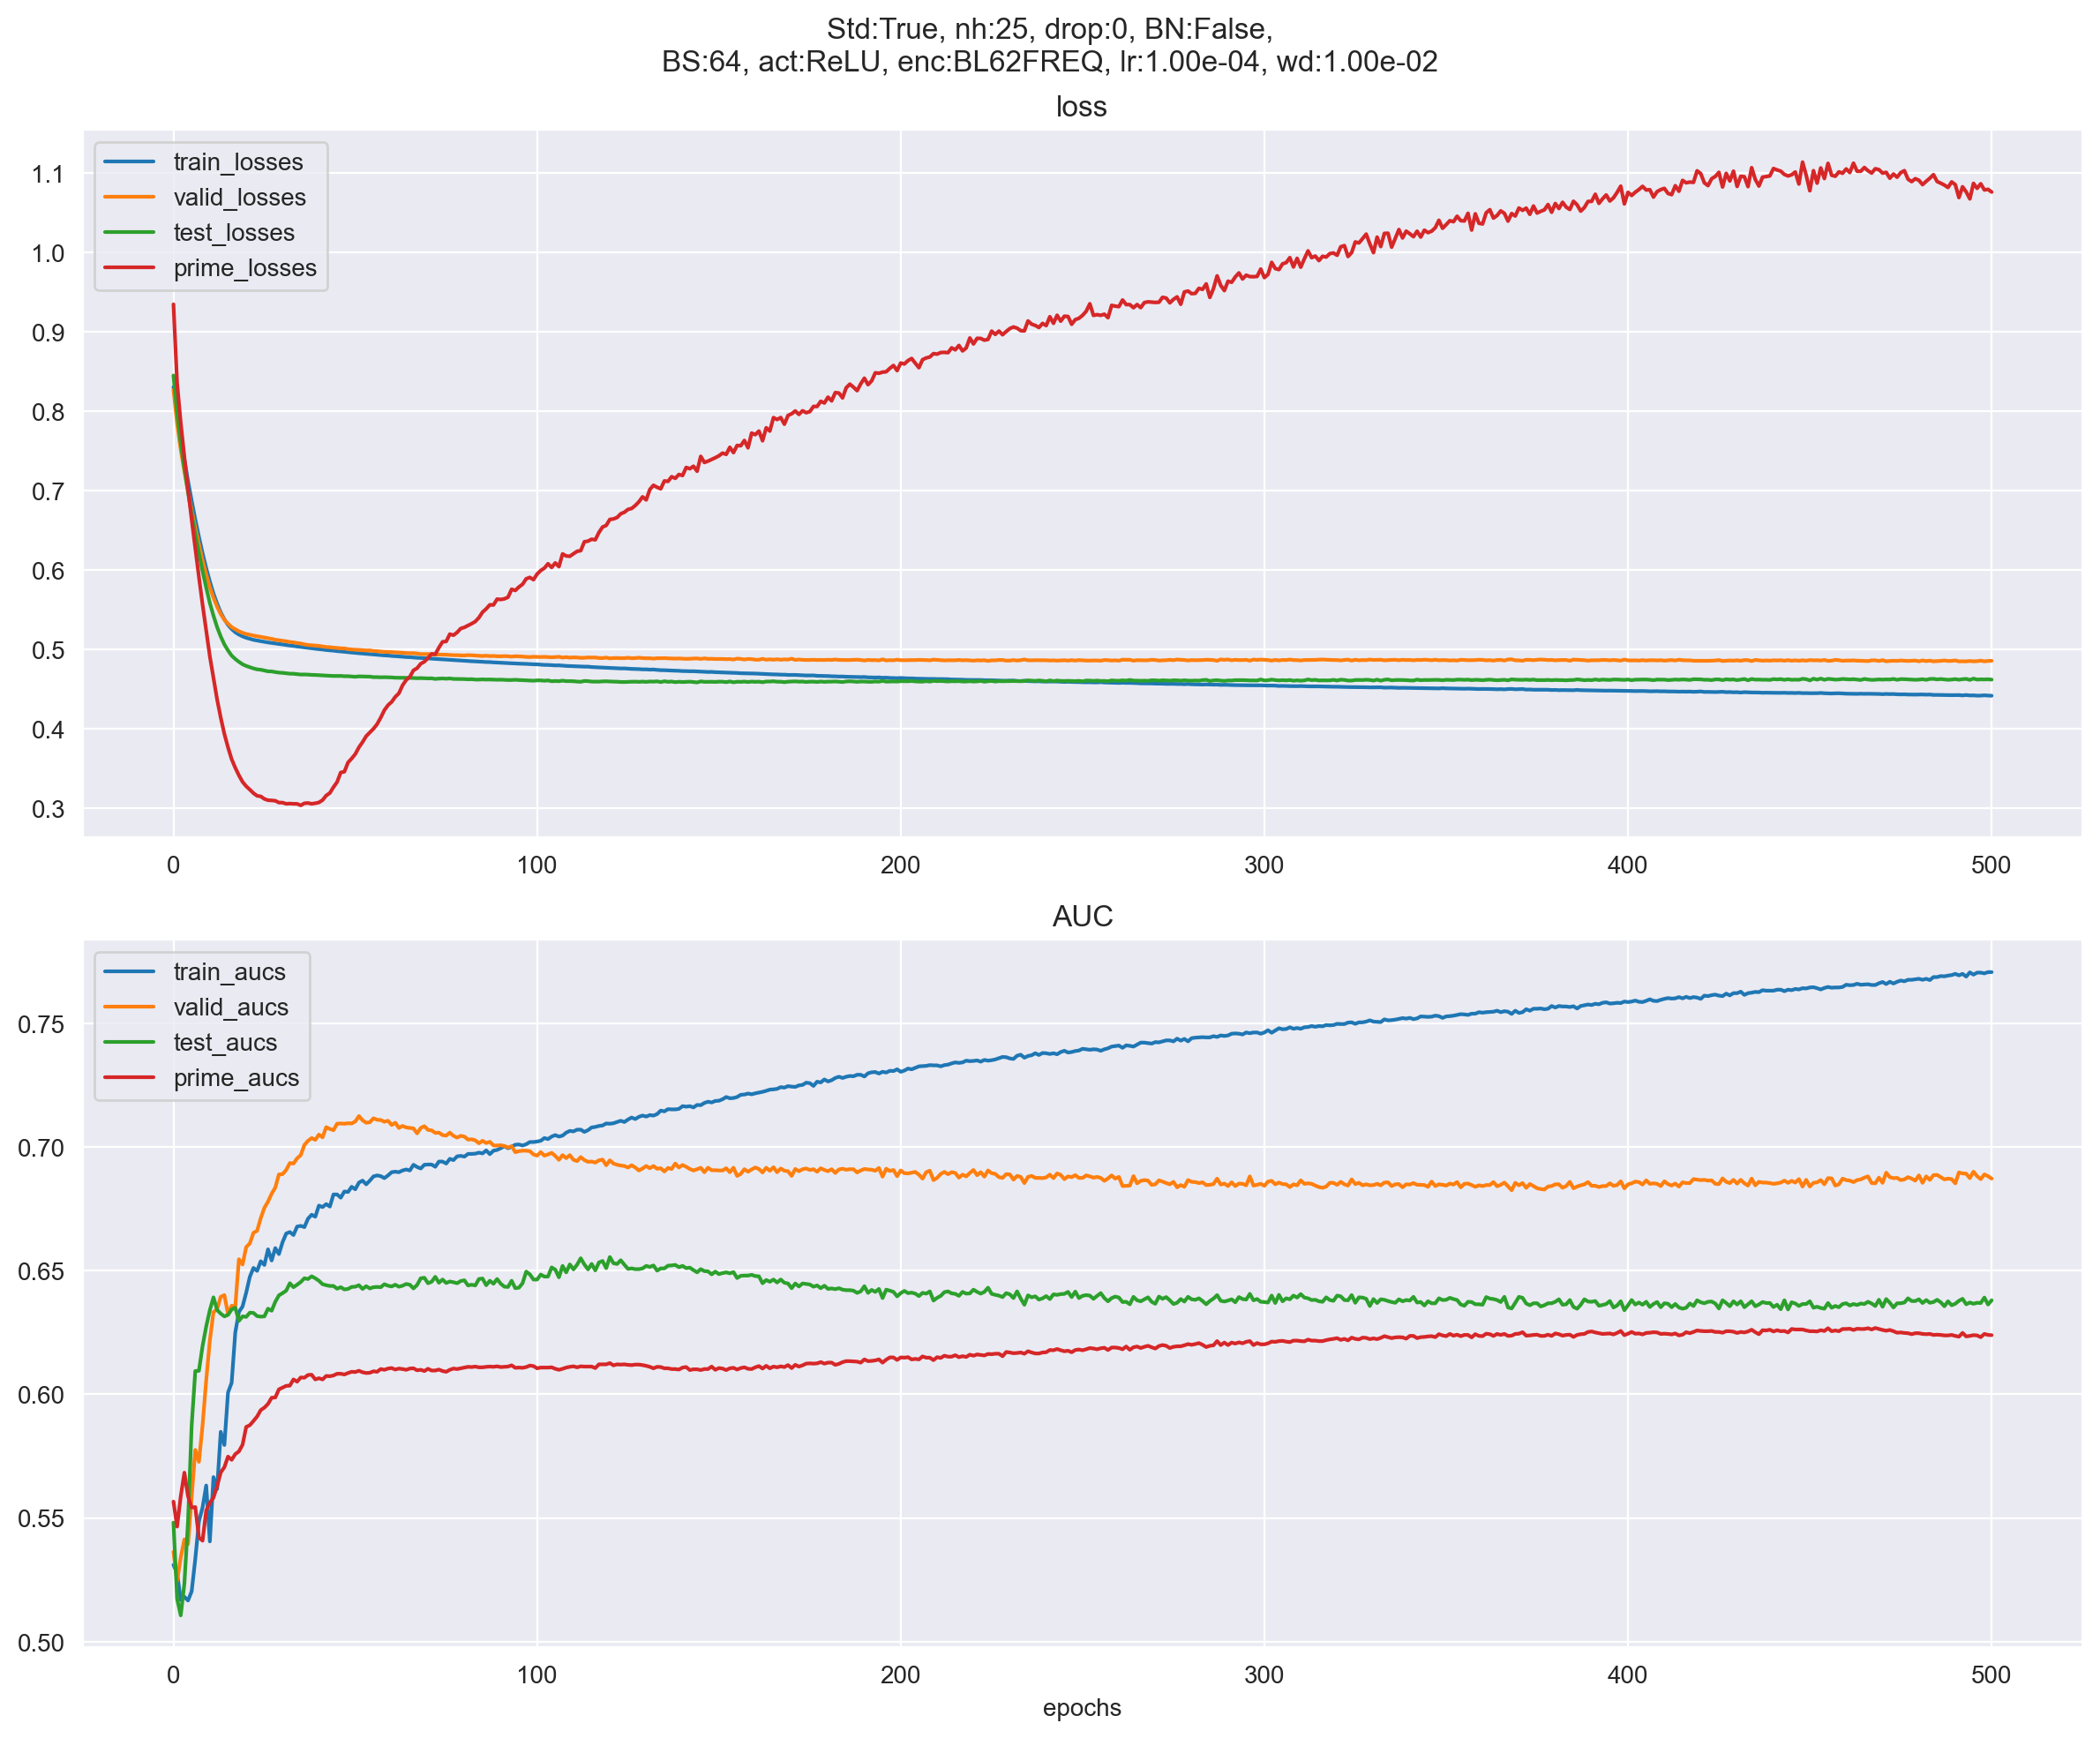 Std:True, nh:25, drop:0, BN:False,
BS:64, act:ReLU, enc:BL62FREQ, lr:1.00e-04, wd:1.00e-02
loss
train_losses
valid_losses
test_losses
prime_losses
1.1
1.0
0.9
0.8
0.7
0.6
0.5
0.4
0.3
0 100 200 300 400 500
AUC
train_aucs
valid_aucs
test_aucs
prime_aucs
0.75
0.70
0.65
0.60
0.55
0.50
0 100 200 300 400 500
epochs